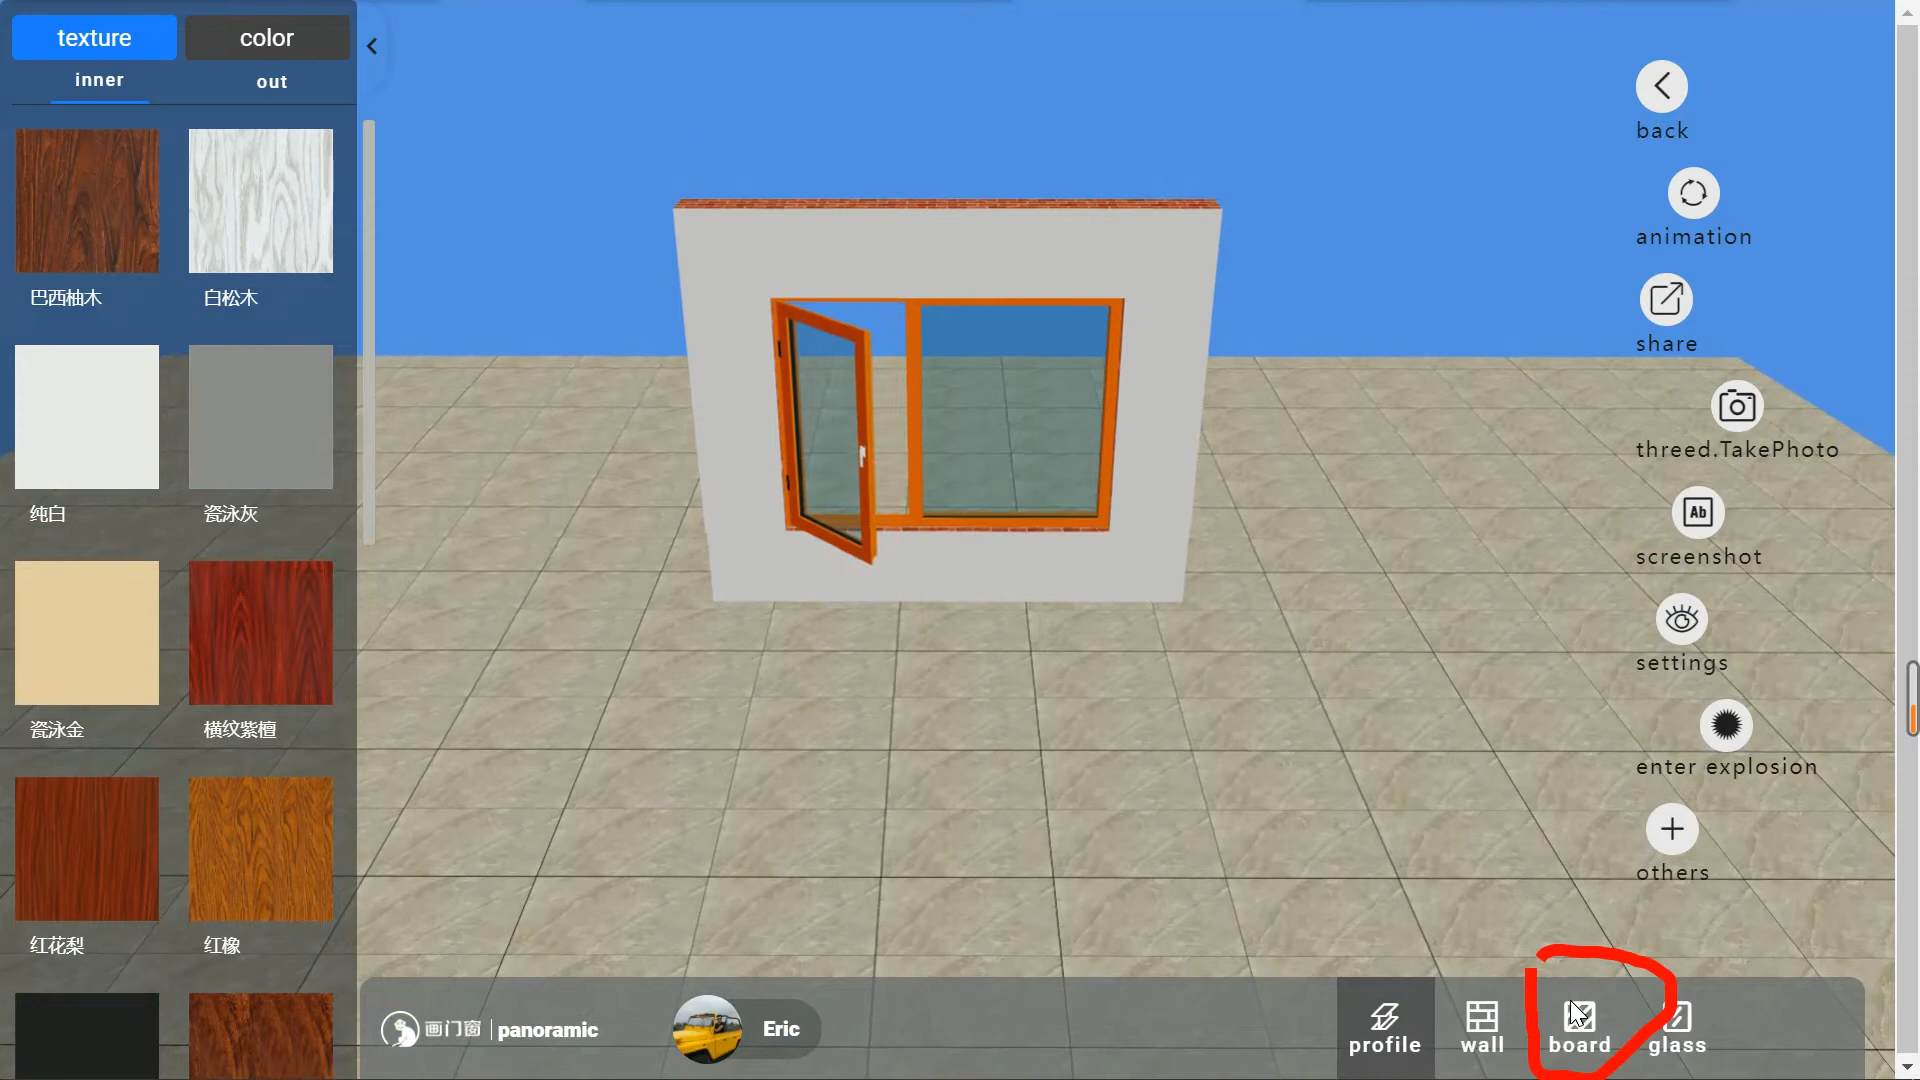 texture
color
inner
out
巴西柚木
白松木
纯白
瓷泳灰
瓷泳金
横纹紫檀
红花梨
红橡
back
animation
share
threed.TakePhoto
Ab
screenshot
settings
enter explosion
others
画门窗 | panoramic
Eric
profile
wall
board
glass